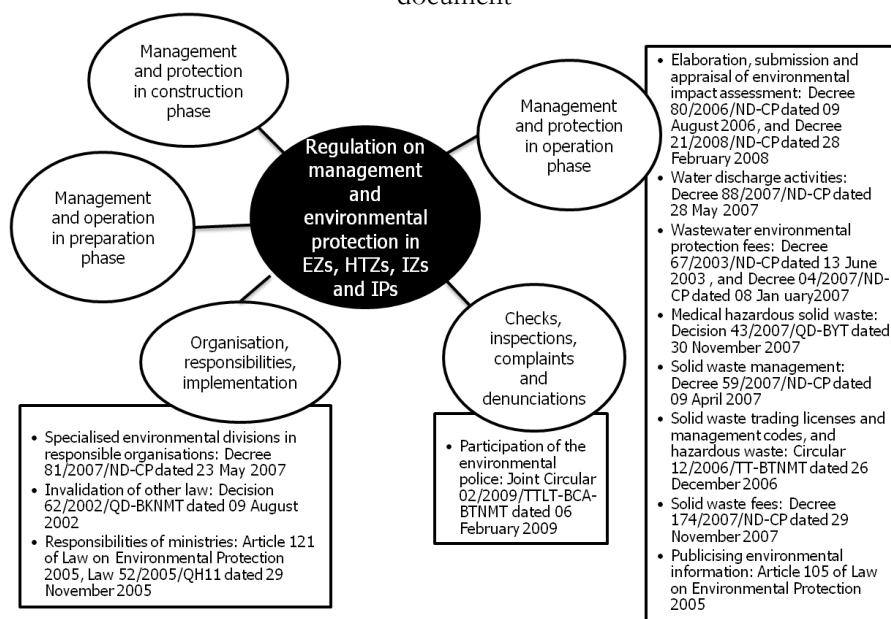 document
Management
and protection
in construction
phase
Management
and protection
in operation
phase
Regulation on
management
and
environmental
protection in
EZs, HTZs, IZs
and IPs
Management
and operation
in preparation
phase
Organisation,
responsibilities,
implementation
Checks,
inspections,
complaints
and
denunciations
• Specialised environmental divisions in
responsible organisations: Decree
81/2007/ND-CP dated 23 May 2007
• Invalidation of other law: Decision
62/2002/QD-BKNMT dated 09 August
2002
• Responsibilities of ministries: Article 121
of Law on Environmental Protection
2005, Law 52/2005/QH11 dated 29
November 2005
• Participation of the
environmental
police: Joint Circular
02/2009/TTLT-BCA-
BTNMT dated 06
February 2009
• Elaboration, submission and
appraisal of environmental
impact assessment: Decree
80/2006/ND-CP dated 09
August 2006, and Decree
21/2008/ND-CP dated 28
February 2008
• Water discharge activities:
Decree 88/2007/ND-CP dated
28 May 2007
• Wastewater environmental
protection fees: Decree
67/2003/ND-CP dated 13 June
2003 , and Decree 04/2007/ND-
CP dated 08 Jan uary2007
• Medical hazardous solid waste:
Decision 43/2007/QD-BYT dated
30 November 2007
• Solid waste management:
Decree 59/2007/ND-CP dated
09 April 2007
• Solid waste trading licenses and
management codes, and
hazardous waste: Circular
12/2006/TT-BTNMT dated 26
December 2006
• Solid waste fees: Decree
174/2007/ND-CP dated 29
November 2007
• Publicising environmental
information: Article 105 of Law
on Environmental Protection
2005